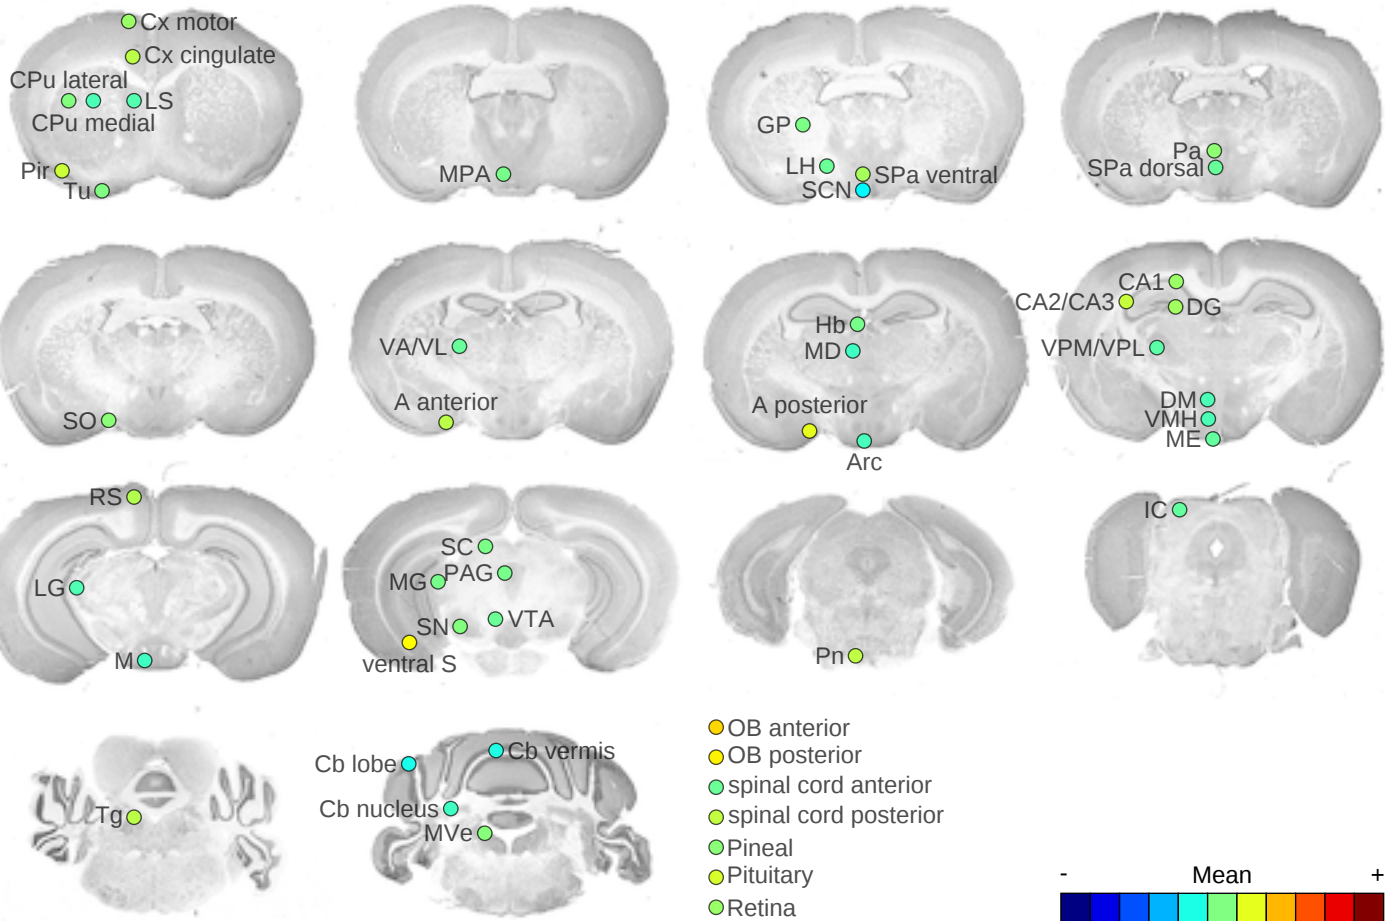 Cx motor
Cx cingulate
CPu lateral
LS
CPu medial
Pir
Tu
MPA
GP
LH
SPa ventral
SCN
Pa
SPa dorsal
SO
VA/VL
A anterior
Hb
MD
A posterior
Arc
CA1
CA2/CA3
DG
VPM/VPL
DM
VMH
ME
RS
LG
M
SC
PAG
MG
VTA
SN
ventral S
Pn
IC
Tg
Cb lobe
Cb vermis
Cb nucleus
MVe
OB anterior
OB posterior
spinal cord anterior
spinal cord posterior
Pineal
Pituitary
Retina
- Mean +